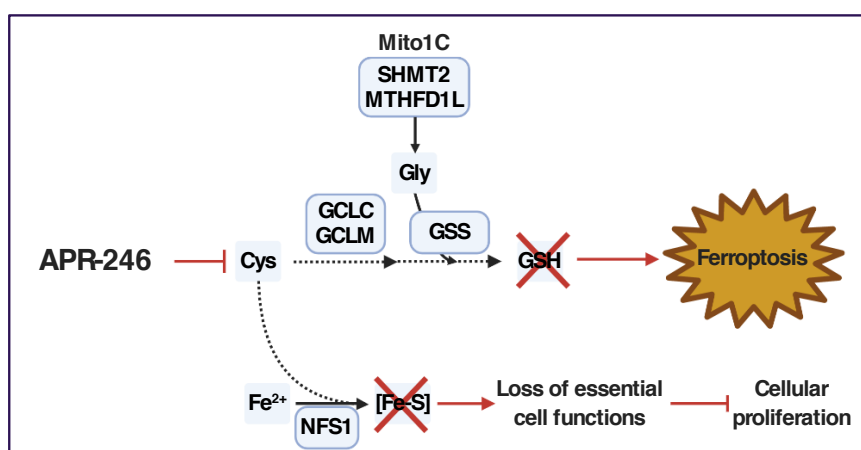 Mito1C
SHMT2
MTHFD1L
Gly
GCLC
GCLM
GSS
APR-246
Cys
GSH
Ferroptosis
Fe²⁺
NFS1
[Fe-S]
Loss of essential
cell functions
Cellular
proliferation